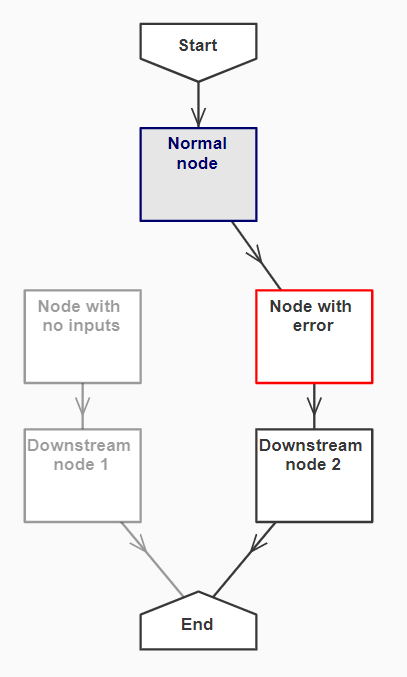 Start
Normal
node
Node with
no inputs
Node with
error
Downstream
node 1
Downstream
node 2
End